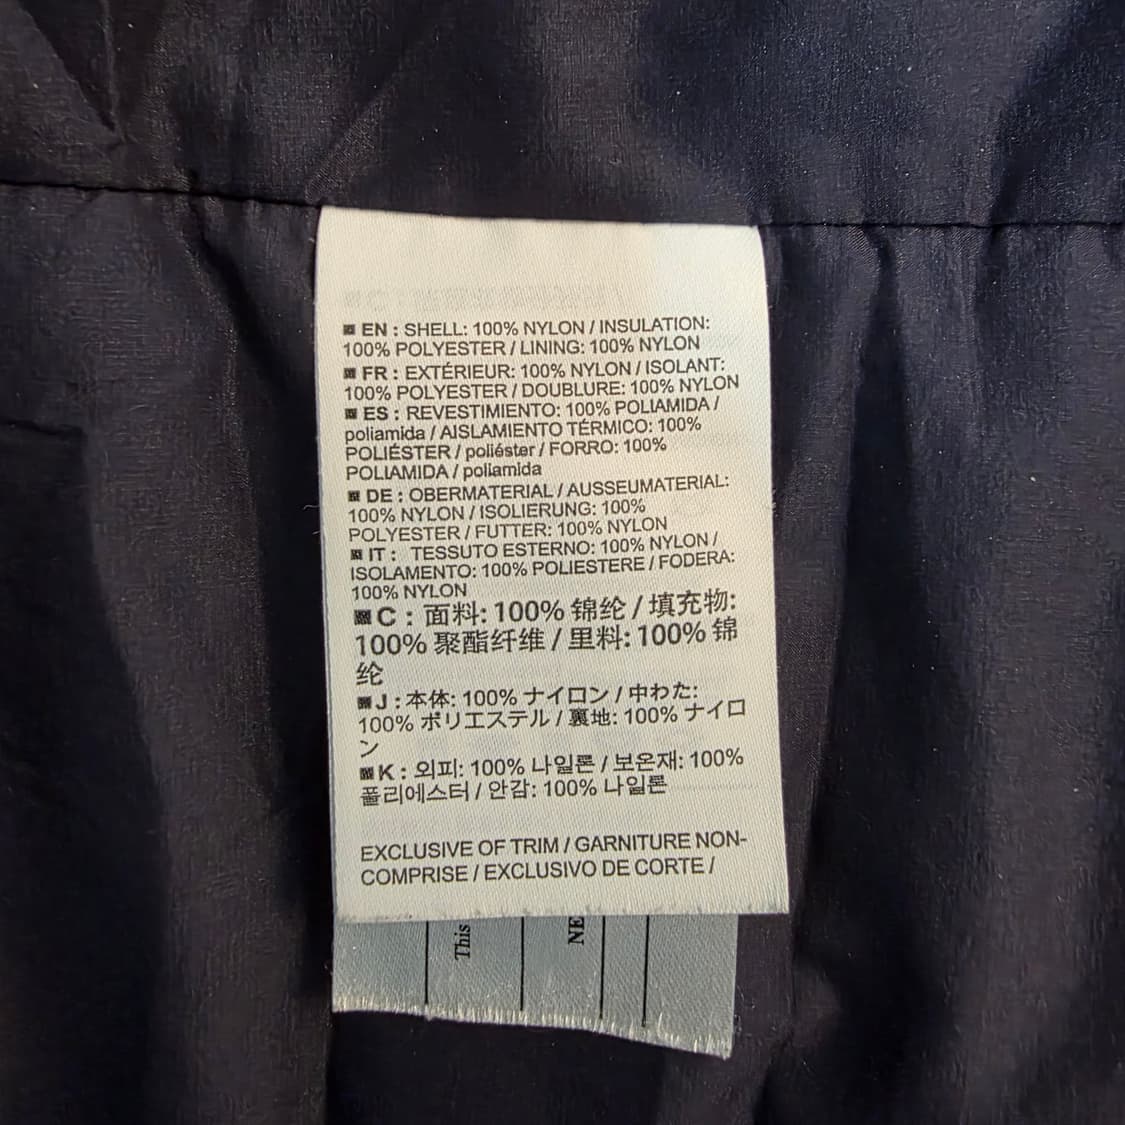 EN : SHELL: 100% NYLON / INSULATION:
100% POLYESTER / LINING: 100% NYLON
FR : EXTÉRIEUR: 100% NYLON / ISOLANT:
100% POLYESTER / DOUBLURE: 100% NYLON
ES : REVESTIMIENTO: 100% POLIAMIDA /
poliamida / AISLAMIENTO TÉRMICO: 100%
POLIÉSTER / poliéster / FORRO: 100%
POLIAMIDA / poliamida
DE : OBERMATERIAL / AUSSEUMATERIAL:
100% NYLON / ISOLIERUNG: 100%
POLYESTER / FUTTER: 100% NYLON
IT : TESSUTO ESTERNO: 100% NYLON /
ISOLAMENTO: 100% POLIESTERE / FODERA:
100% NYLON
C : 面料: 100% 锦纶 / 填充物:
100% 聚酯纤维 / 里料: 100% 锦
纶
J : 本体: 100% ナイロン / 中わた:
100% ポリエステル / 裏地: 100% ナイロ
ン
K : 외피: 100% 나일론 / 보온재: 100%
폴리에스터 / 안감: 100% 나일론
EXCLUSIVE OF TRIM / GARNITURE NON-
COMPRISE / EXCLUSIVO DE CORTE /
This
NE